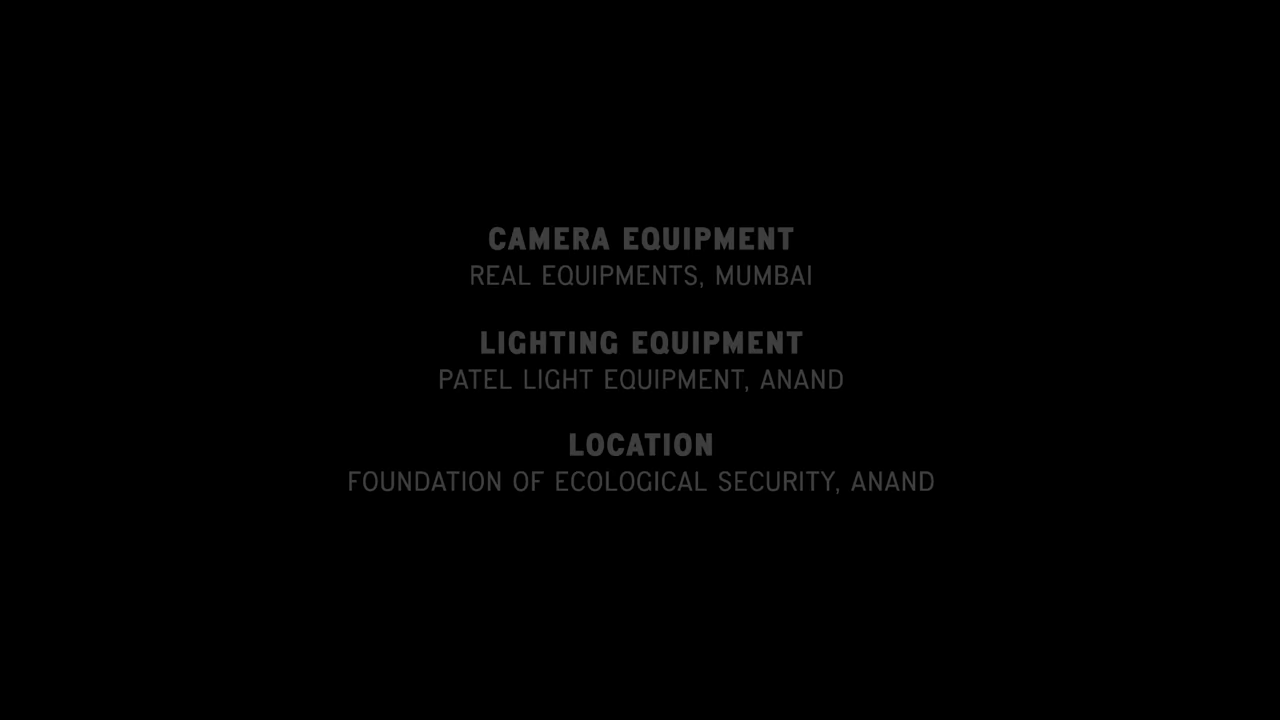 CAMERA EQUIPMENT
REAL EQUIPMENTS, MUMBAI
LIGHTING EQUIPMENT
PATEL LIGHT EQUIPMENT, ANAND
LOCATION
FOUNDATION OF ECOLOGICAL SECURITY, ANAND